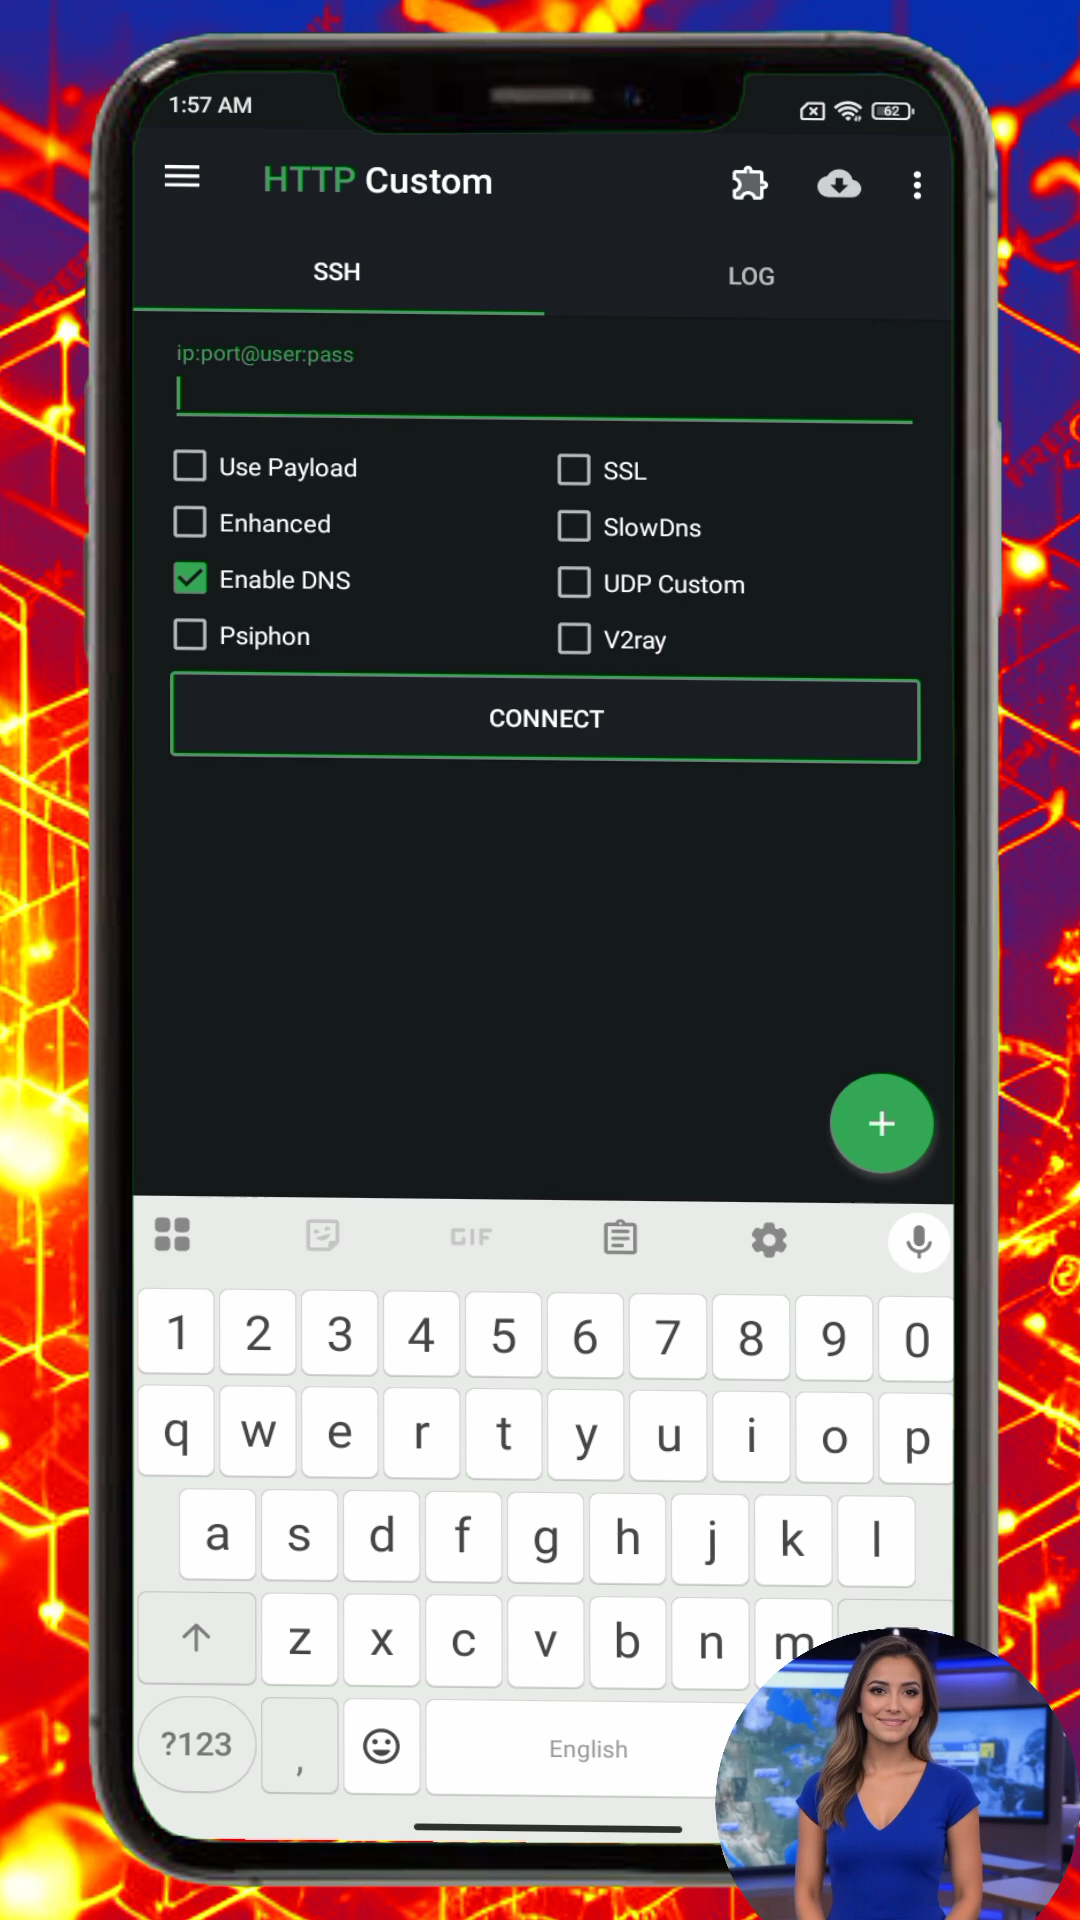 1:57 AM
62
HTTP Custom
SSH
LOG
ip:port@user:pass
Use Payload
SSL
Enhanced
SlowDns
Enable DNS
UDP Custom
Psiphon
V2ray
CONNECT
+
GIF
1 2 3 4 5 6 7 8 9 0
q w e r t y u i o p
a s d f g h j k l
z x c v b n m
?123 , English